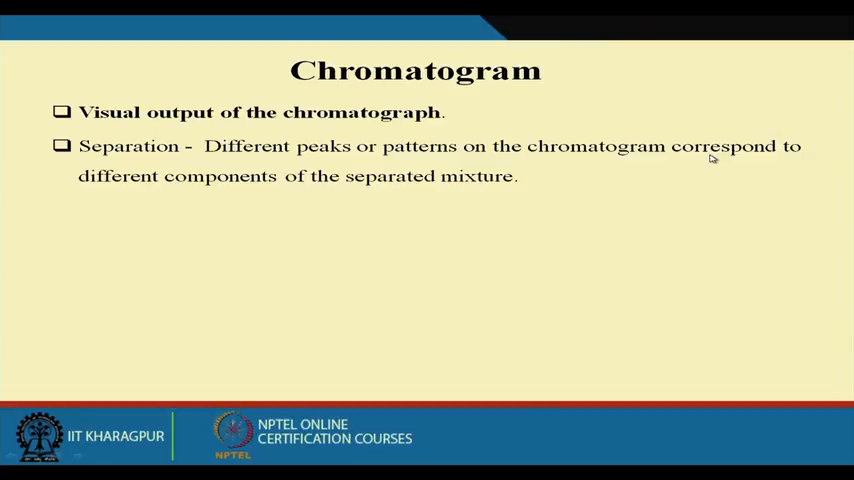 Chromatogram
Visual output of the chromatograph.
Separation - Different peaks or patterns on the chromatogram correspond to
different components of the separated mixture.
IIT KHARAGPUR
NPTEL
NPTEL ONLINE
CERTIFICATION COURSES